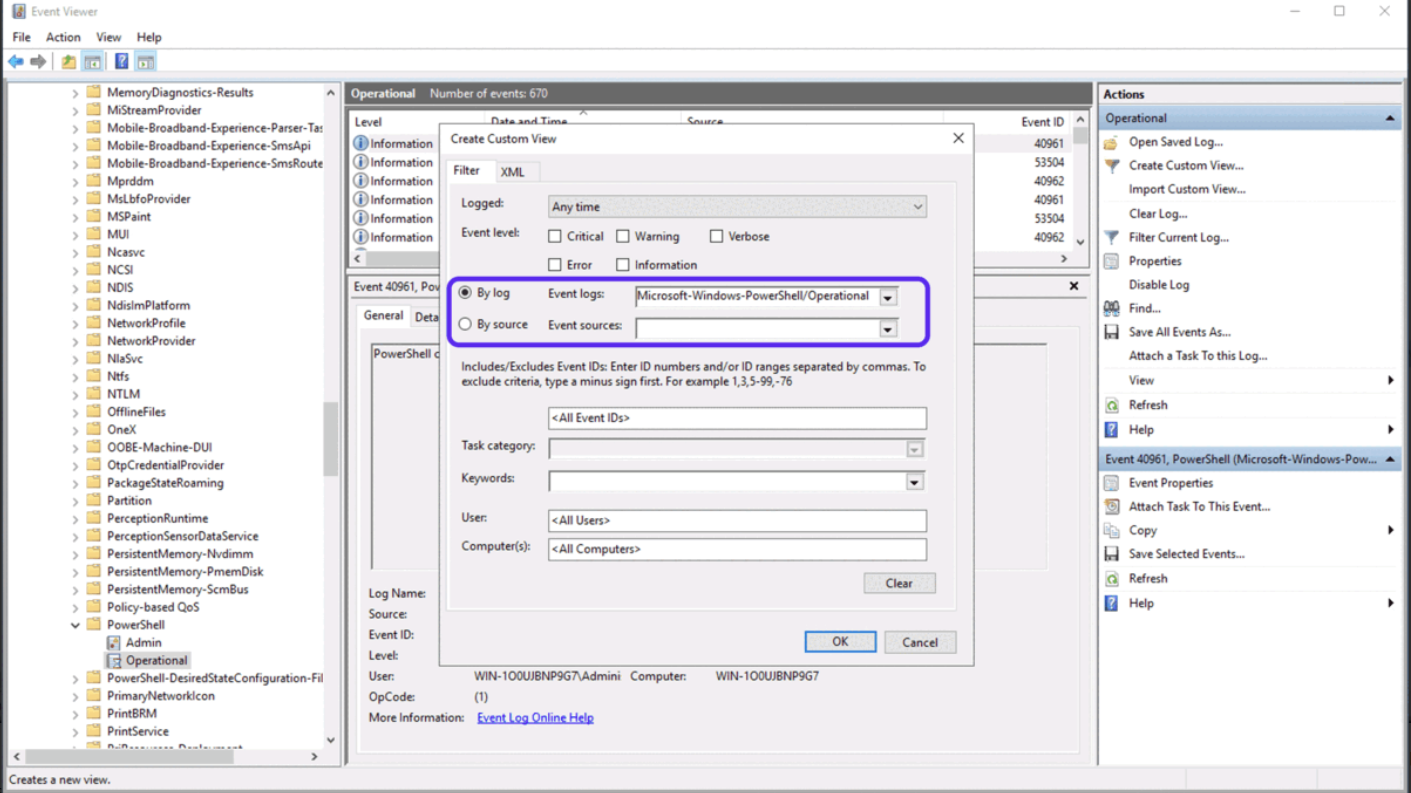 Event Viewer
File Action View Help
MemoryDiagnostics-Results
MiStreamProvider
Mobile-Broadband-Experience-Parser-Tas
Mobile-Broadband-Experience-SmsApi
Mobile-Broadband-Experience-SmsRoute
Mprddm
MsLbfoProvider
MSPaint
MUI
Ncasvc
NCSI
NDIS
NdisImPlatform
NetworkProfile
NetworkProvider
NlaSvc
Ntfs
NTLM
OfflineFiles
OneX
OOBE-Machine-DUI
OtpCredentialProvider
PackageStateRoaming
Partition
PerceptionRuntime
PerceptionSensorDataService
PersistentMemory-Nvdimm
PersistentMemory-PmemDisk
PersistentMemory-ScmBus
Policy-based QoS
PowerShell
Admin
Operational
PowerShell-DesiredStateConfiguration-Fil
PrimaryNetworkIcon
PrintBRM
PrintService
Operational Number of events: 670
Level Date and Time Source Event ID
Information 40961
Information 53504
Information 40962
Information 40961
Information 53504
Information 40962
Event 40961, Pow
General Deta
PowerShell c
Log Name:
Source:
Event ID:
Level:
User: WIN-1O0UJBNP9G7\Admini Computer: WIN-1O0UJBNP9G7
OpCode: (1)
More Information: Event Log Online Help
Create Custom View
Filter XML
Logged: Any time
Event level: Critical Warning Verbose
Error Information
By log Event logs: Microsoft-Windows-PowerShell/Operational
By source Event sources:
Includes/Excludes Event IDs: Enter ID numbers and/or ID ranges separated by commas. To
exclude criteria, type a minus sign first. For example 1,3,5-99,-76
<All Event IDs>
Task category:
Keywords:
User: <All Users>
Computer(s): <All Computers>
Clear
OK Cancel
Actions
Operational
Open Saved Log...
Create Custom View...
Import Custom View...
Clear Log...
Filter Current Log...
Properties
Disable Log
Find...
Save All Events As...
Attach a Task To this Log...
View
Refresh
Help
Event 40961, PowerShell (Microsoft-Windows-Pow...
Event Properties
Attach Task To This Event...
Copy
Save Selected Events...
Refresh
Help
Creates a new view.